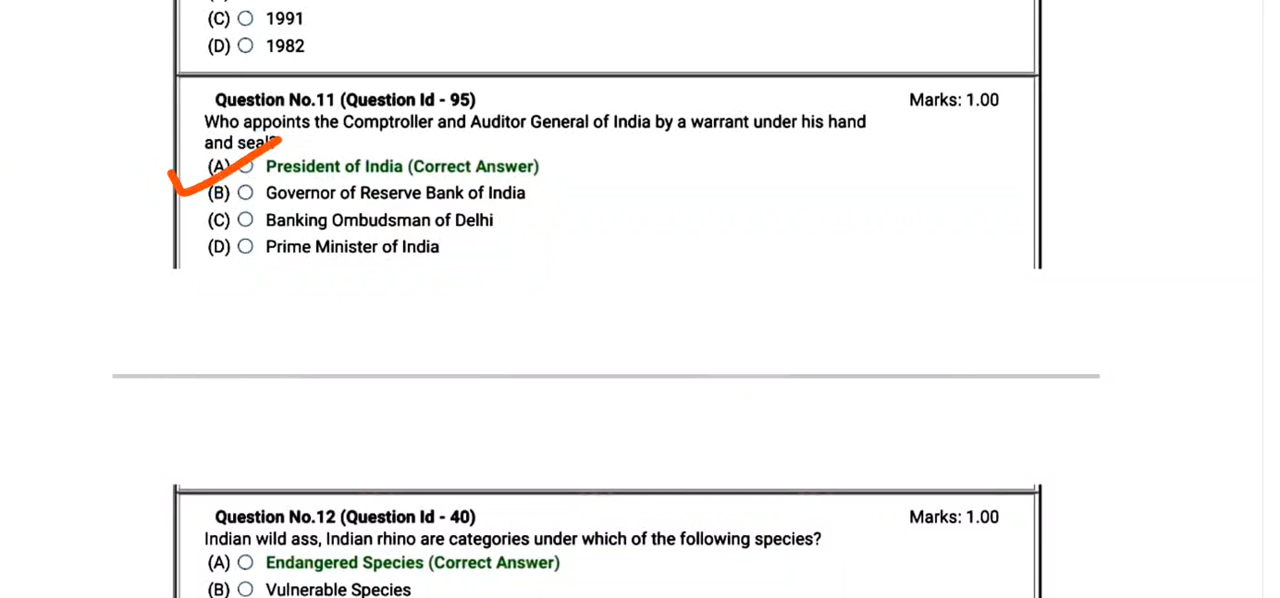 (C) 1991
(D) 1982
Question No.11 (Question Id - 95) Marks: 1.00
Who appoints the Comptroller and Auditor General of India by a warrant under his hand
and seal?
(A) President of India (Correct Answer)
(B) Governor of Reserve Bank of India
(C) Banking Ombudsman of Delhi
(D) Prime Minister of India
Question No.12 (Question Id - 40) Marks: 1.00
Indian wild ass, Indian rhino are categories under which of the following species?
(A) Endangered Species (Correct Answer)
(B) Vulnerable Species